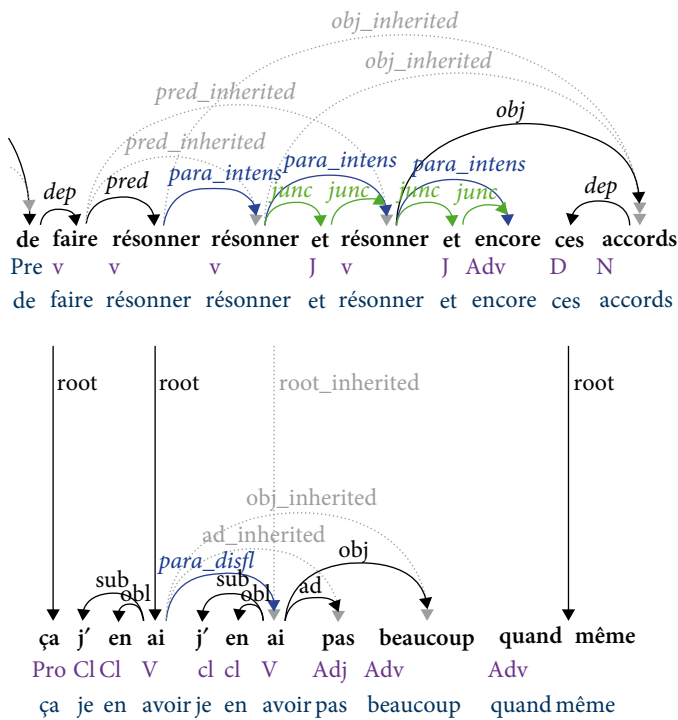 obj_inherited
obj_inherited
pred_inherited
obj
pred_inherited
para_intens para_intens
dep pred para_intens junc junc junc junc dep
de faire résonner résonner et résonner et encore ces accords
Pre v v v J v J Adv D N
de faire résonner résonner et résonner et encore ces accords
root root root_inherited root
obj_inherited
ad_inherited
para_disfl obj
sub obl sub obl ad
ça j’ en ai j’ en ai pas beaucoup quand même
Pro Cl Cl V cl cl V Adj Adv Adv
ça je en avoir je en avoir pas beaucoup quand même